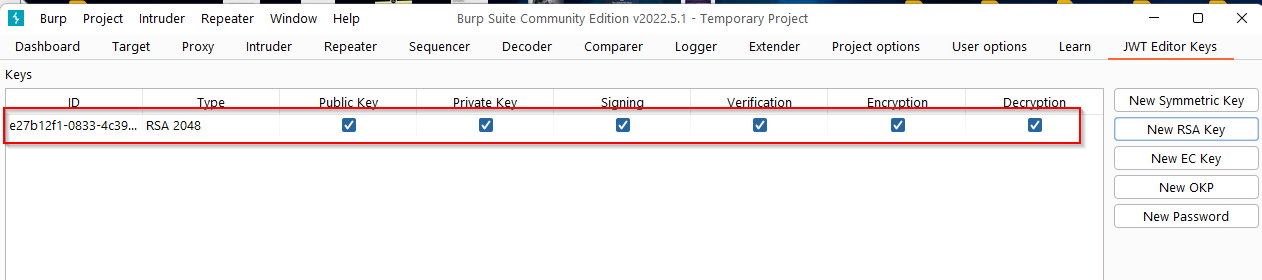 Burp Project Intruder Repeater Window Help Burp Suite Community Edition v2022.5.1 - Temporary Project
Dashboard Target Proxy Intruder Repeater Sequencer Decoder Comparer Logger Extender Project options User options Learn JWT Editor Keys
Keys
ID Type Public Key Private Key Signing Verification Encryption Decryption
e27b12f1-0833-4c39... RSA 2048
New Symmetric Key
New RSA Key
New EC Key
New OKP
New Password